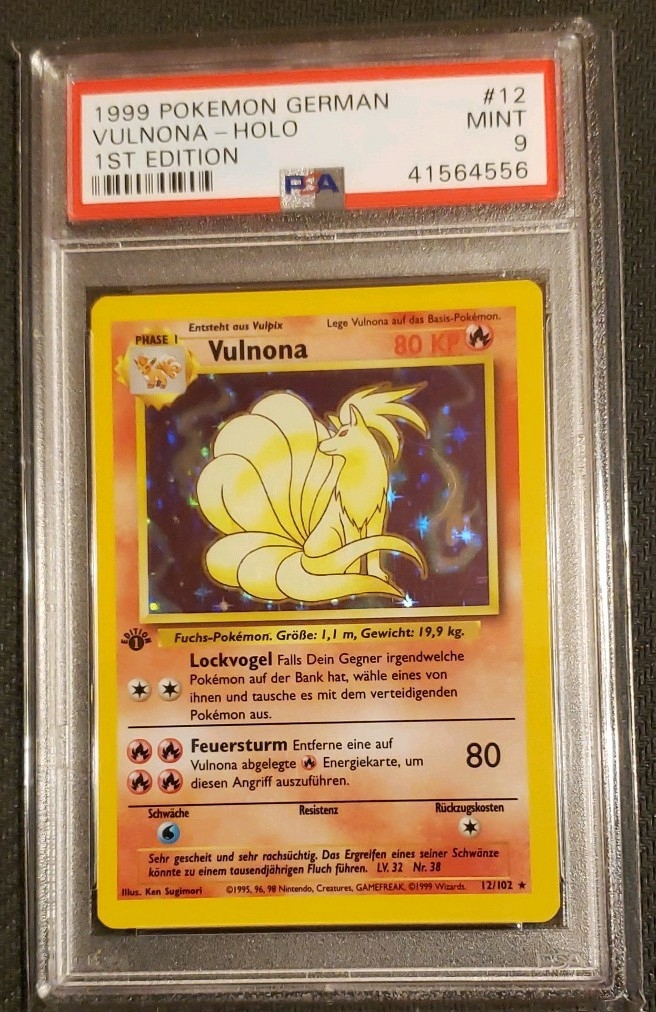 1999 POKEMON GERMAN #12
VULNONA - HOLO MINT
1ST EDITION 9
PSA 41564556
Entsteht aus Vulpix Lege Vulnona auf das Basis-Pokémon.
PHASE 1 Vulnona 80 KP
EDITION 1
Fuchs-Pokémon. Größe: 1,1 m, Gewicht: 19,9 kg.
Lockvogel Falls Dein Gegner irgendwelche
Pokémon auf der Bank hat, wähle eines von
ihnen und tausche es mit dem verteidigenden
Pokémon aus.
Feuersturm Entferne eine auf
Vulnona abgelegte Energiekarte, um 80
diesen Angriff auszuführen.
Schwäche Resistenz Rückzugskosten
Sehr gescheit und sehr rachsüchtig. Das Ergreifen eines seiner Schwänze
könnte zu einem tausendjährigen Fluch führen. LV. 32 Nr. 38
Illus. Ken Sugimori ©1995, 96, 98 Nintendo, Creatures, GAMEFREAK. ©1999 Wizards. 12/102 ★